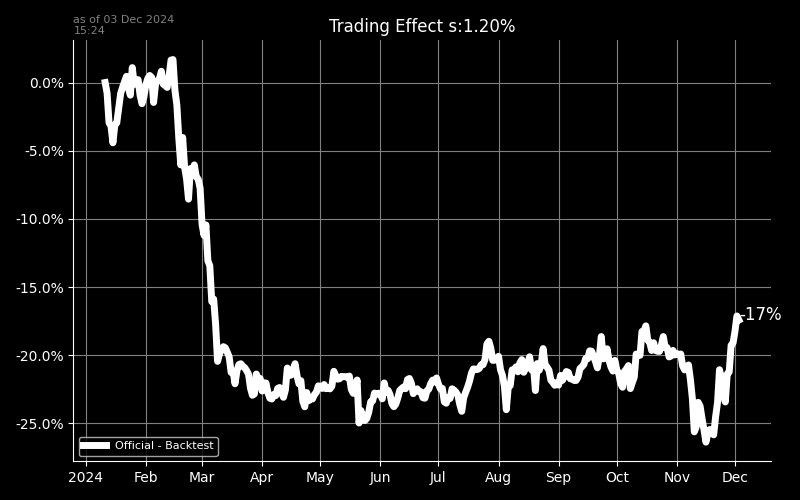 as of 03 Dec 2024
15:24
Trading Effect s:1.20%
0.0%
-5.0%
-10.0%
-15.0%
-20.0%
-25.0%
-17%
Official - Backtest
2024 Feb Mar Apr May Jun Jul Aug Sep Oct Nov Dec